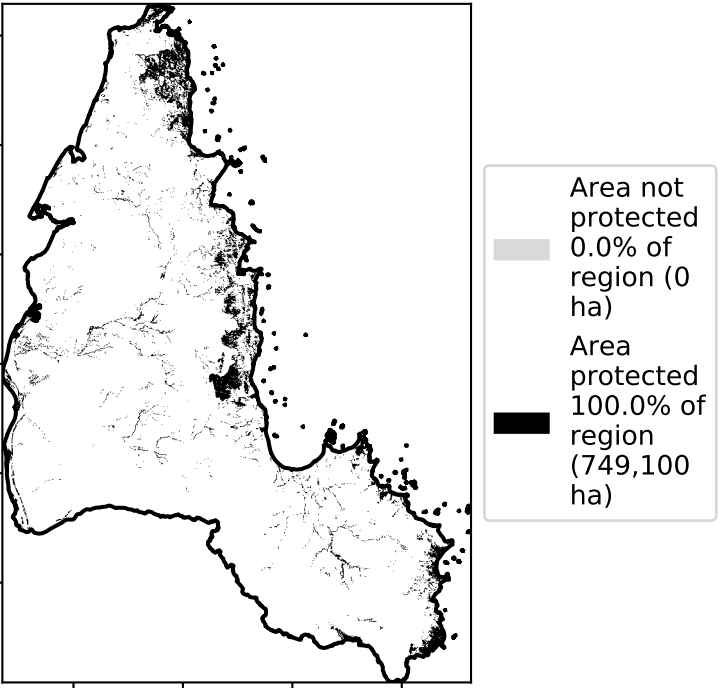 Area not
protected
0.0% of
region (0
ha)
Area
protected
100.0% of
region
(749,100
ha)